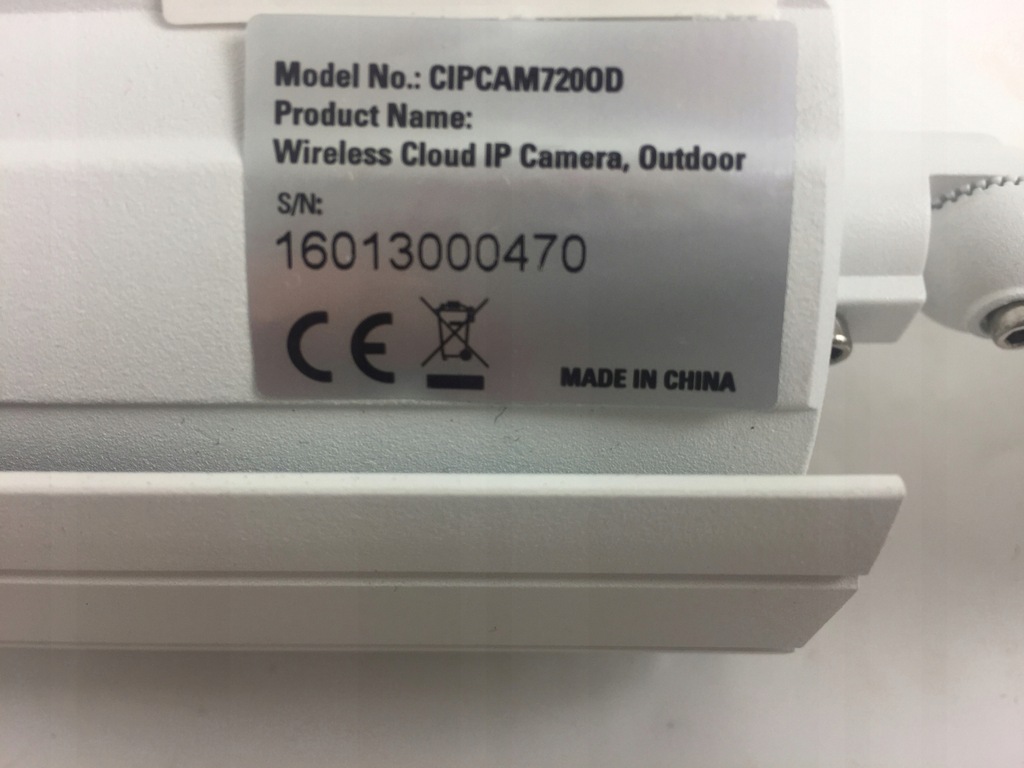 Model No.: CIPCAM720OD
Product Name:
Wireless Cloud IP Camera, Outdoor
S/N:
16013000470
CE
MADE IN CHINA